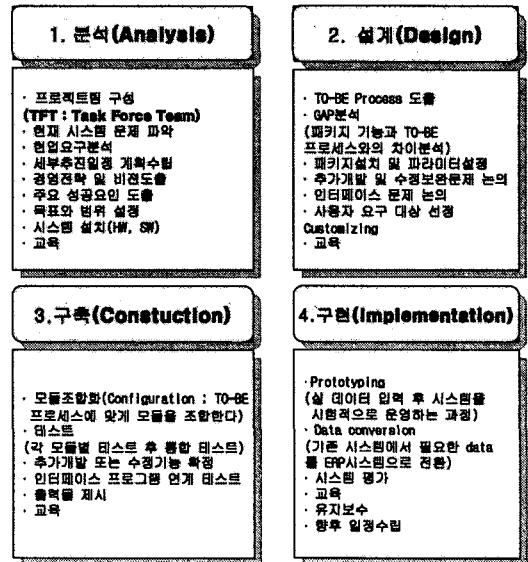 1. 분석(Analysis)
· 프로젝트팀 구성
(TFT : Task Force Team)
· 현재 시스템 문제 파악
· 현업요구분석
· 세부추진일정 계획수립
· 경영전략 및 비젼도출
· 주요 성공요인 도출
· 목표와 범위 설정
· 시스템 설치(HW, SW)
· 교육
2. 설계(Design)
· TO-BE Process 도출
· GAP분석
(패키지 기능과 TO-BE
프로세스와의 차이분석)
· 패키지설치 및 파라미터설정
· 추가개발 및 수정보완문제 논의
· 인터페이스 문제 논의
· 사용자 요구 대상 선정
Customizing
· 교육
3.구축(Constuction)
· 모듈조합화(Configuration : TO-BE
프로세스에 맞게 모듈을 조합한다)
· 테스트
(각 모듈별 테스트 후 통합 테스트)
· 추가개발 또는 수정기능 확정
· 인터페이스 프로그램 연계 테스트
· 출력물 제시
· 교육
4.구현(Implementation)
·Prototyping
(실 데이터 입력 후 시스템을
시험적으로 운영하는 과정)
· Data conversion
(기존 시스템에서 필요한 data
를 ERP시스템으로 전환)
· 시스템 평가
· 교육
· 유지보수
· 향후 일정수립